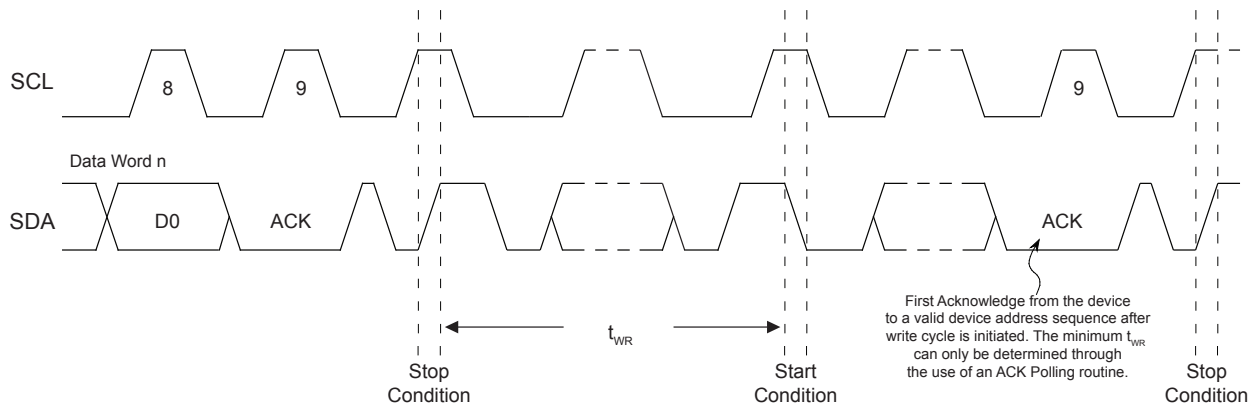 SCL
8
9
9
Data Word n
SDA
D0
ACK
ACK
First Acknowledge from the device
to a valid device address sequence after
write cycle is initiated. The minimum tWR
can only be determined through
the use of an ACK Polling routine.
tWR
Stop
Condition
Start
Condition
Stop
Condition